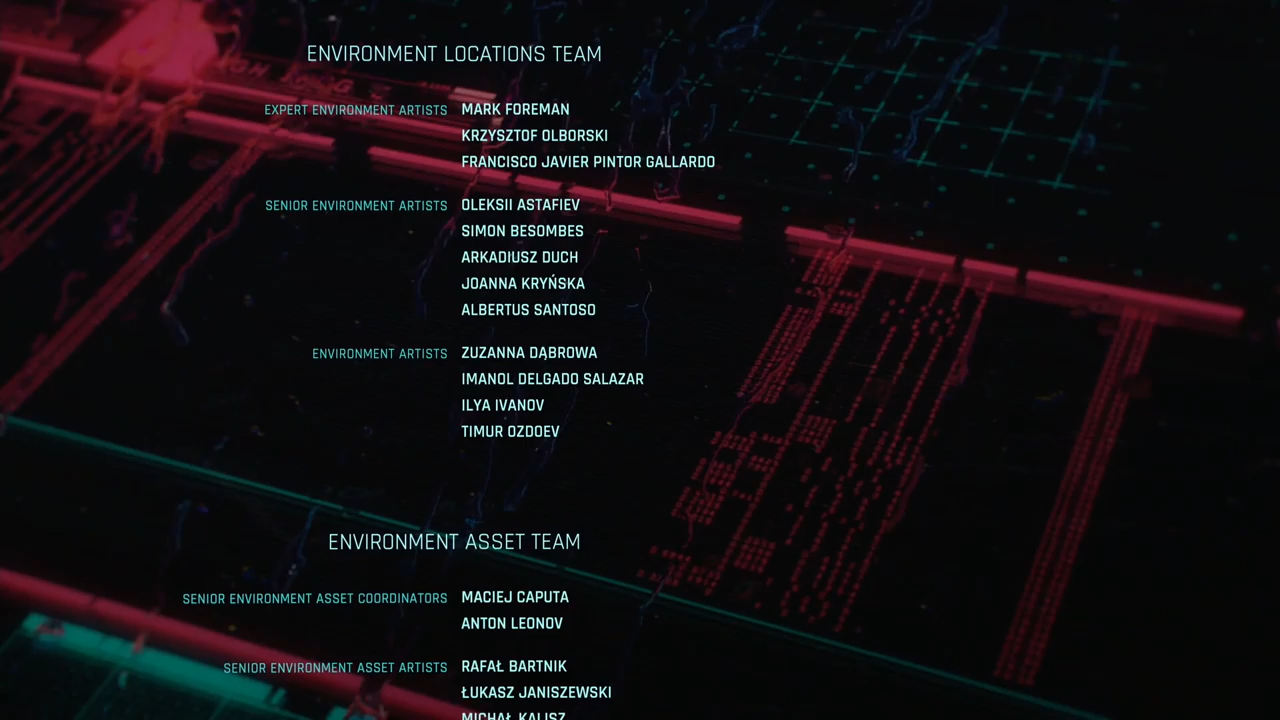 ENVIRONMENT LOCATIONS TEAM
EXPERT ENVIRONMENT ARTISTS MARK FOREMAN
KRZYSZTOF OLBORSKI
FRANCISCO JAVIER PINTOR GALLARDO
SENIOR ENVIRONMENT ARTISTS OLEKSII ASTAFIEV
SIMON BESOMBES
ARKADIUSZ DUCH
JOANNA KRYŃSKA
ALBERTUS SANTOSO
ENVIRONMENT ARTISTS ZUZANNA DĄBROWA
IMANOL DELGADO SALAZAR
ILYA IVANOV
TIMUR OZDOEV
ENVIRONMENT ASSET TEAM
SENIOR ENVIRONMENT ASSET COORDINATORS MACIEJ CAPUTA
ANTON LEONOV
SENIOR ENVIRONMENT ASSET ARTISTS RAFAŁ BARTNIK
ŁUKASZ JANISZEWSKI
MICHAŁ KALISZ